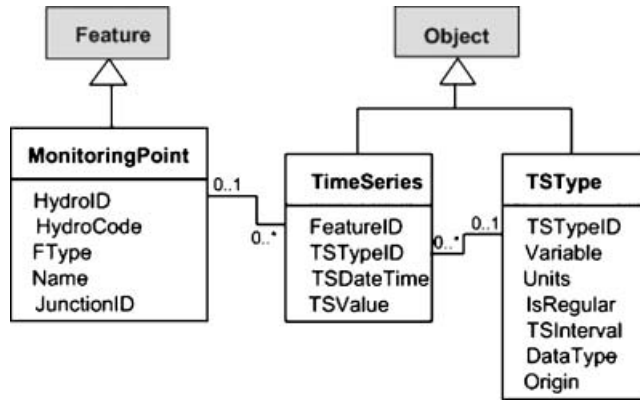 Feature
Object
MonitoringPoint
HydroID
HydroCode
FType
Name
JunctionID
0..1
0..*
TimeSeries
FeatureID
TSTypeID
TSDateTime
TSValue
0..*
0..1
TSType
TSTypeID
Variable
Units
IsRegular
TSInterval
DataType
Origin